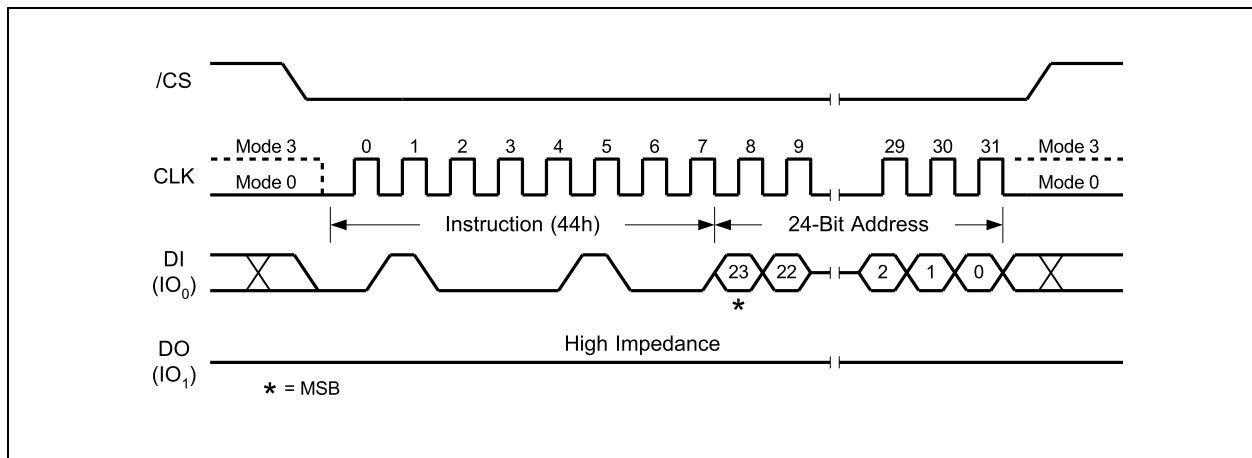 /CS
Mode 3 0 1 2 3 4 5 6 7 8 9 29 30 31 Mode 3
CLK Mode 0 Mode 0
Instruction (44h) 24-Bit Address
DI
(IO0) 23 22 2 1 0
*
High Impedance
DO
(IO1)
* = MSB